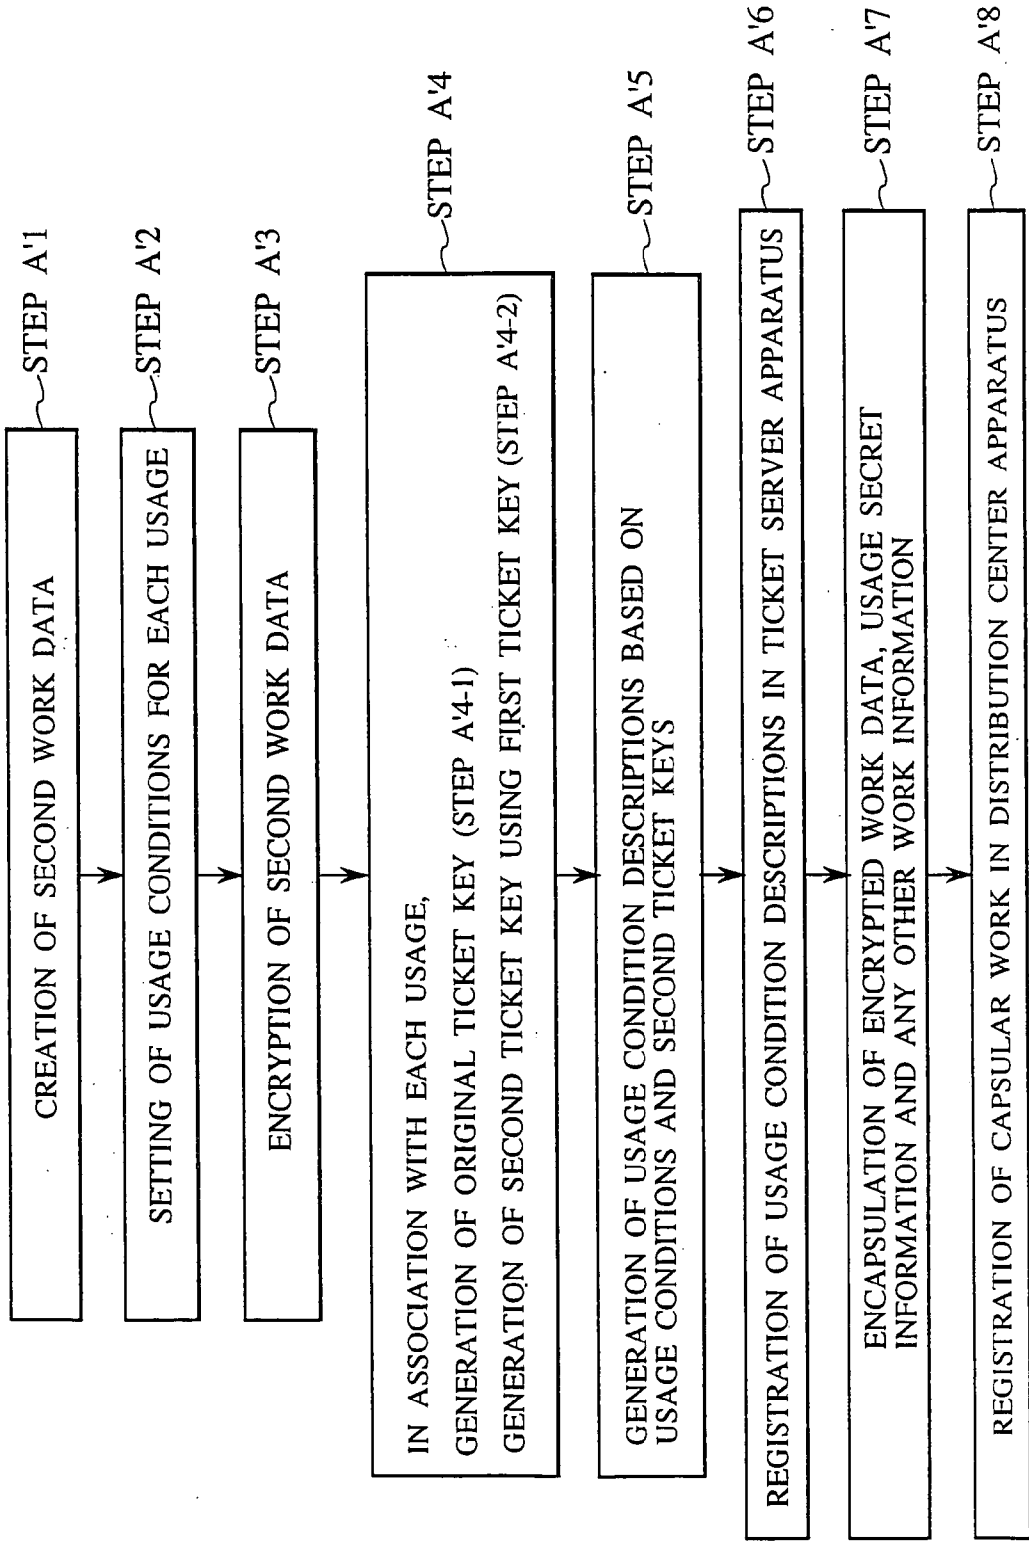 CREATION OF SECOND WORK DATA
STEP A'1
SETTING OF USAGE CONDITIONS FOR EACH USAGE
STEP A'2
ENCRYPTION OF SECOND WORK DATA
STEP A'3
IN ASSOCIATION WITH EACH USAGE,
GENERATION OF ORIGINAL TICKET KEY (STEP A'4-1)
GENERATION OF SECOND TICKET KEY USING FIRST TICKET KEY (STEP A'4-2)
STEP A'4
GENERATION OF USAGE CONDITION DESCRIPTIONS BASED ON
USAGE CONDITIONS AND SECOND TICKET KEYS
STEP A'5
REGISTRATION OF USAGE CONDITION DESCRIPTIONS IN TICKET SERVER APPARATUS
STEP A'6
ENCAPSULATION OF ENCRYPTED WORK DATA, USAGE SECRET
INFORMATION AND ANY OTHER WORK INFORMATION
STEP A'7
REGISTRATION OF CAPSULAR WORK IN DISTRIBUTION CENTER APPARATUS
STEP A'8